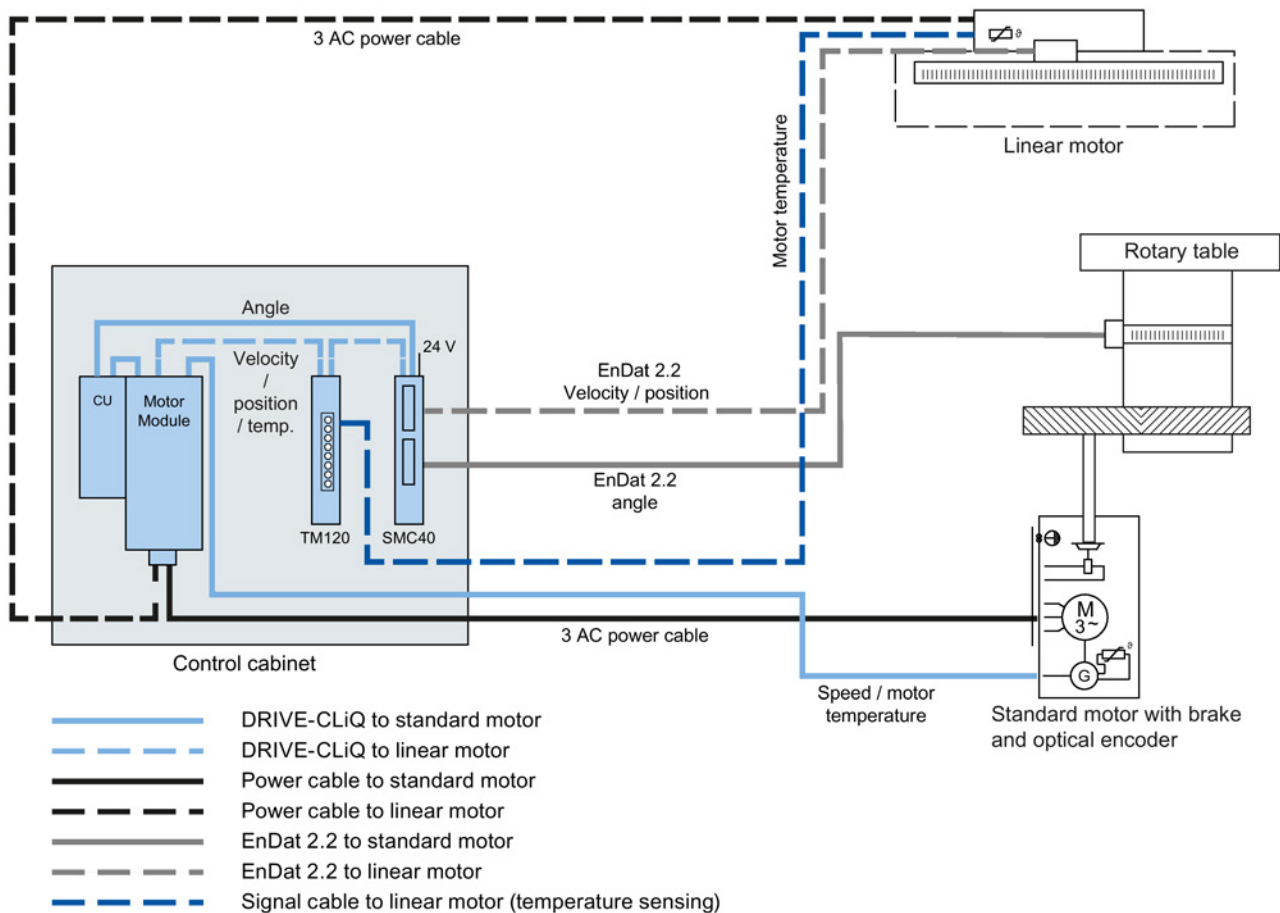 3 AC power cable
ϑ
Linear motor
Motor temperature
Rotary table
Angle
24 V
CU
Motor
Module
Velocity
/
position
/ temp.
EnDat 2.2
Velocity / position
EnDat 2.2
angle
TM120
SMC40
M
3~
ϑ
G
3 AC power cable
Control cabinet
Speed / motor
temperature
Standard motor with brake
and optical encoder
DRIVE-CLiQ to standard motor
DRIVE-CLiQ to linear motor
Power cable to standard motor
Power cable to linear motor
EnDat 2.2 to standard motor
EnDat 2.2 to linear motor
Signal cable to linear motor (temperature sensing)